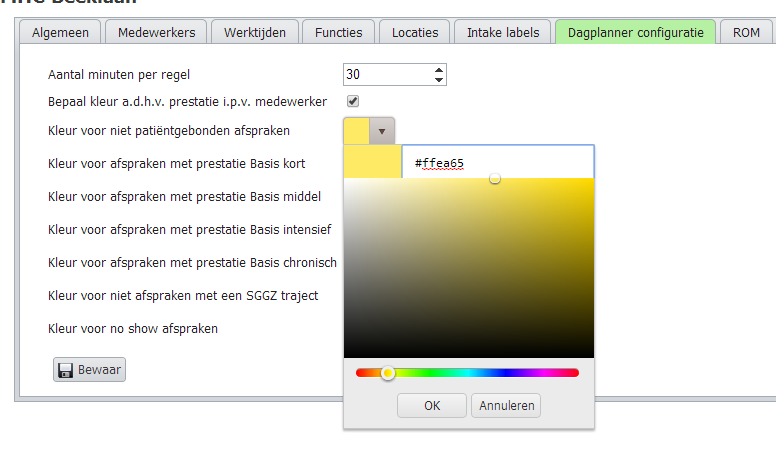 Algemeen Medewerkers Werktijden Functies Locaties Intake labels Dagplanner configuratie ROM
Aantal minuten per regel 30
Bepaal kleur a.d.h.v. prestatie i.p.v. medewerker
Kleur voor niet patiëntgebonden afspraken
Kleur voor afspraken met prestatie Basis kort #ffea65
Kleur voor afspraken met prestatie Basis middel
Kleur voor afspraken met prestatie Basis intensief
Kleur voor afspraken met prestatie Basis chronisch
Kleur voor niet afspraken met een SGGZ traject
Kleur voor no show afspraken
Bewaar
OK Annuleren